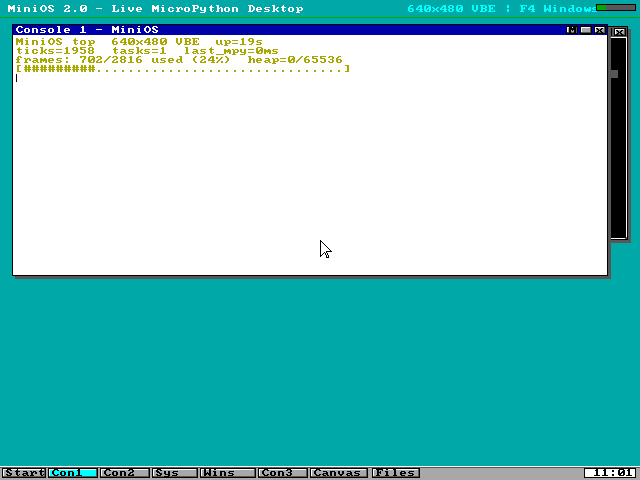 MiniOS 2.0 - Live MicroPython Desktop
640x480 VBE | F4 Windows
Console 1 - MiniOS
M
MiniOS top  640x480 VBE  up=19s
ticks=1958  tasks=1  last_mpy=0ms
frames: 702/2816 used (24%)  heap=0/65536
[##########...............................]
Start Con1 Con2 Sys Wins Con3 Canvas Files 11:01